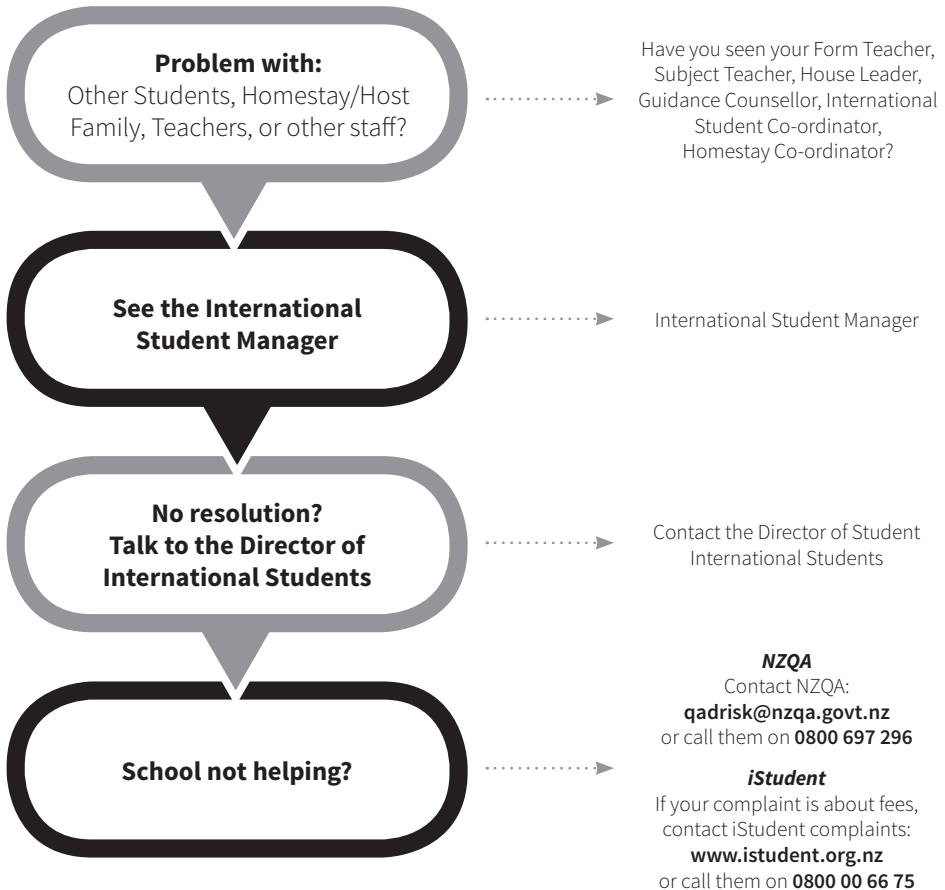 Problem with:
Other Students, Homestay/Host
Family, Teachers, or other staff?
Have you seen your Form Teacher,
Subject Teacher, House Leader,
Guidance Counsellor, International
Student Co-ordinator,
Homestay Co-ordinator?
See the International
Student Manager
International Student Manager
No resolution?
Talk to the Director of
International Students
Contact the Director of Student
International Students
School not helping?
NZQA
Contact NZQA:
qadrisk@nzqa.govt.nz
or call them on 0800 697 296
iStudent
If your complaint is about fees,
contact iStudent complaints:
www.istudent.org.nz
or call them on 0800 00 66 75